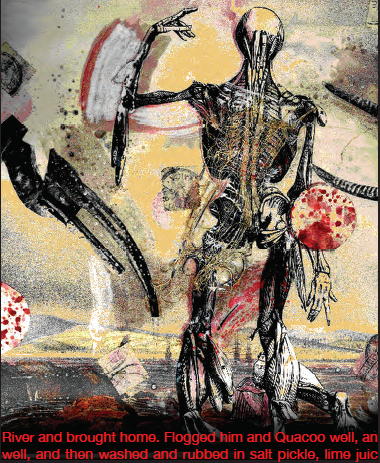 River and brought home. Flogged him and Quacoo well, an
well, and then washed and rubbed in salt pickle, lime juic